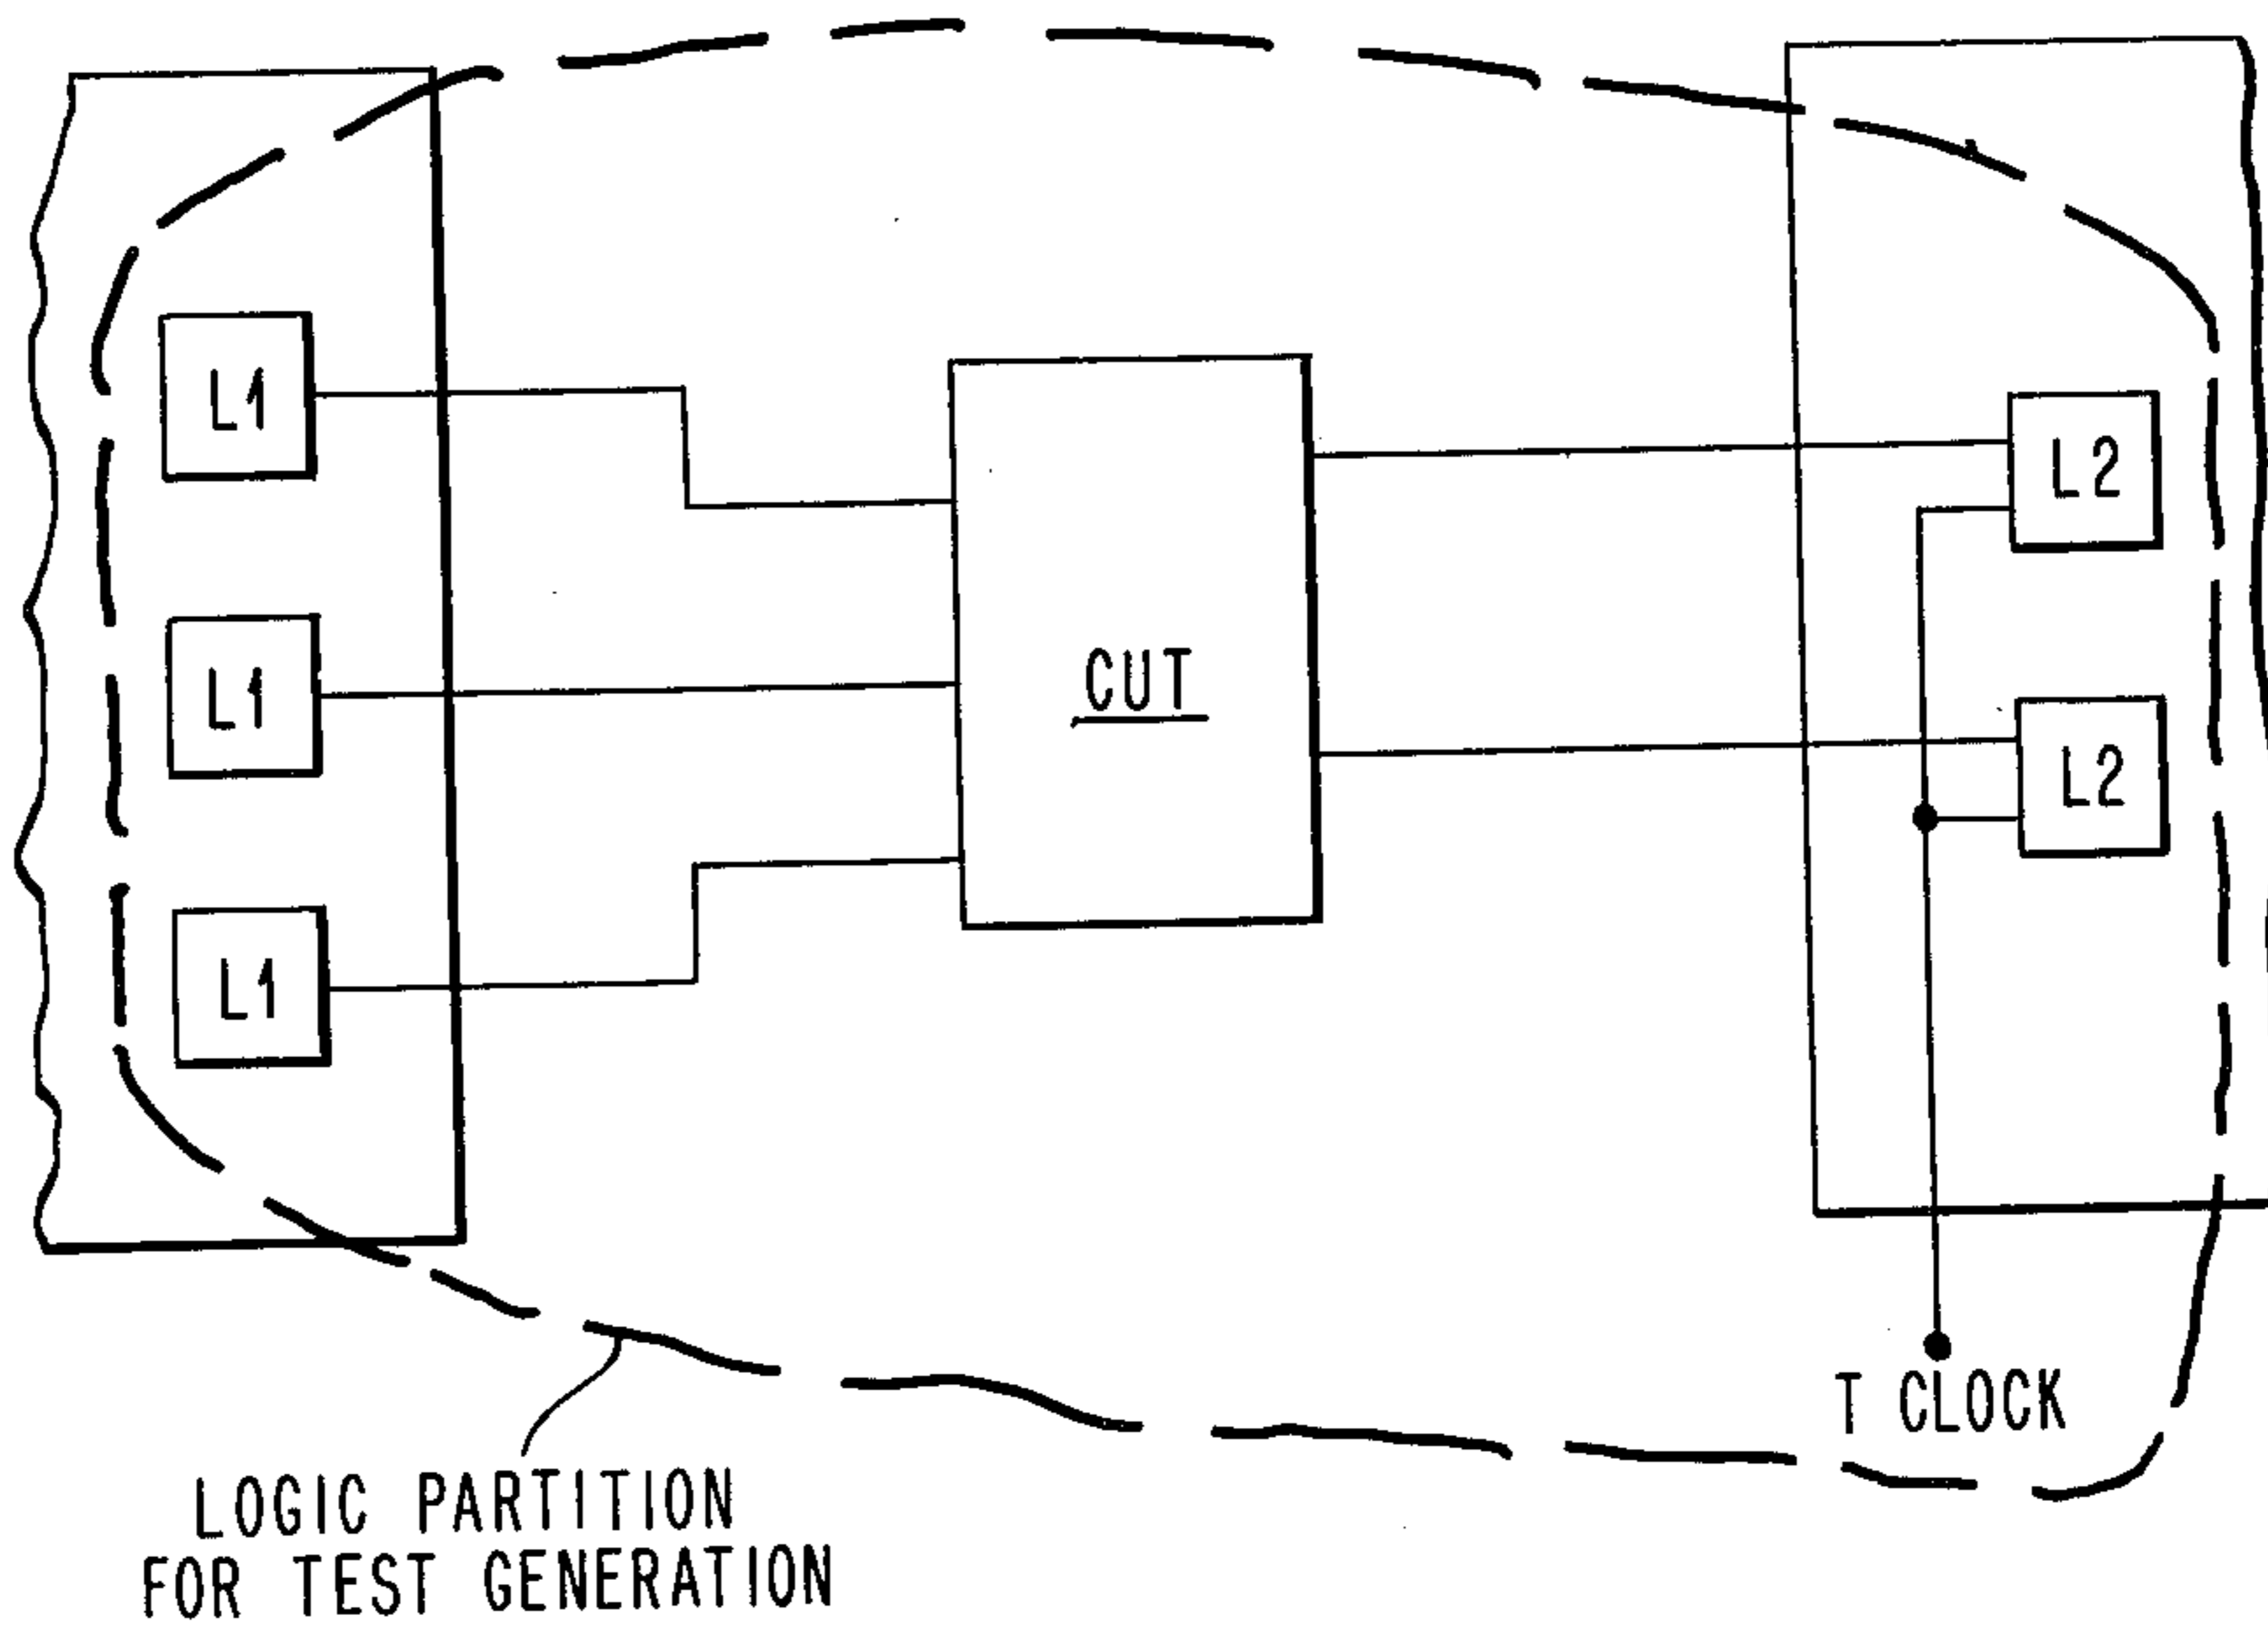 L1
L2
L1
CUT
L2
L1
T CLOCK
LOGIC PARTITION
FOR TEST GENERATION